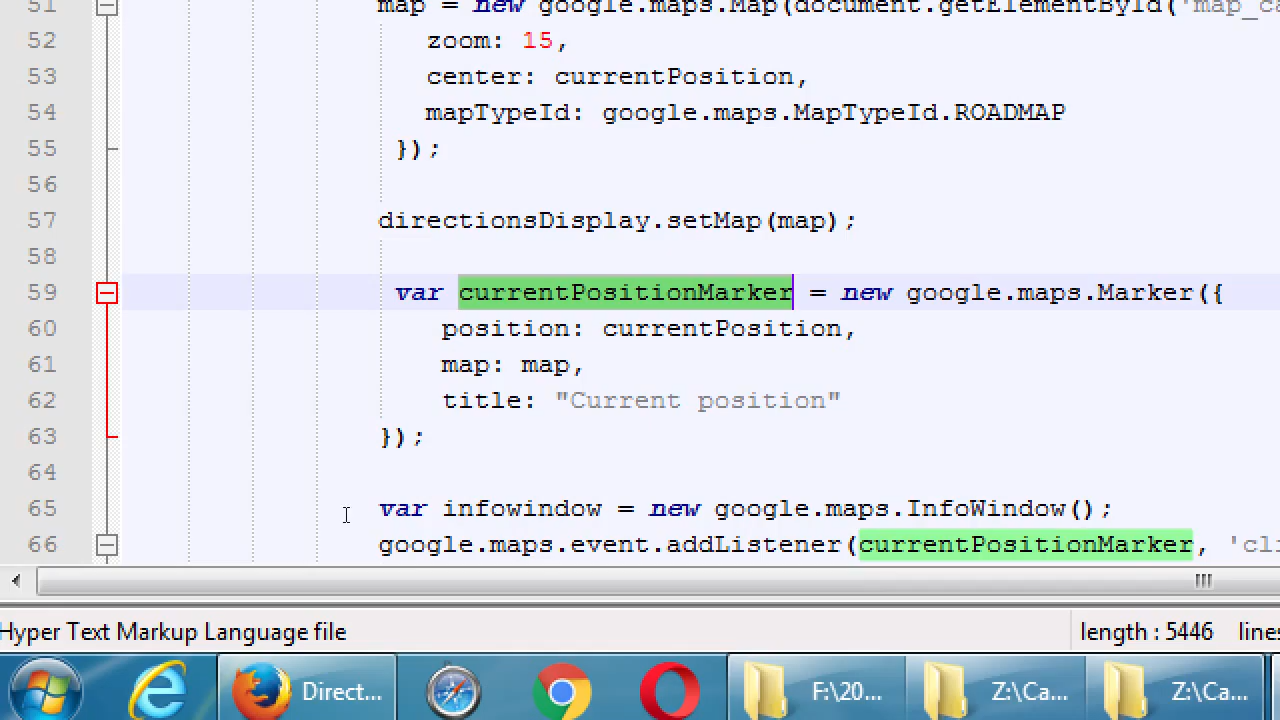 51 map = new google.maps.Map(document.getElementById('map_ca
52 zoom: 15,
53 center: currentPosition,
54 mapTypeId: google.maps.MapTypeId.ROADMAP
55 });
56
57 directionsDisplay.setMap(map);
58
59 var currentPositionMarker = new google.maps.Marker({
60 position: currentPosition,
61 map: map,
62 title: "Current position"
63 });
64
65 var infowindow = new google.maps.InfoWindow();
66 google.maps.event.addListener(currentPositionMarker, 'cli
Hyper Text Markup Language file length : 5446 lines
Direct... F:\20... Z:\Ca... Z:\Ca...